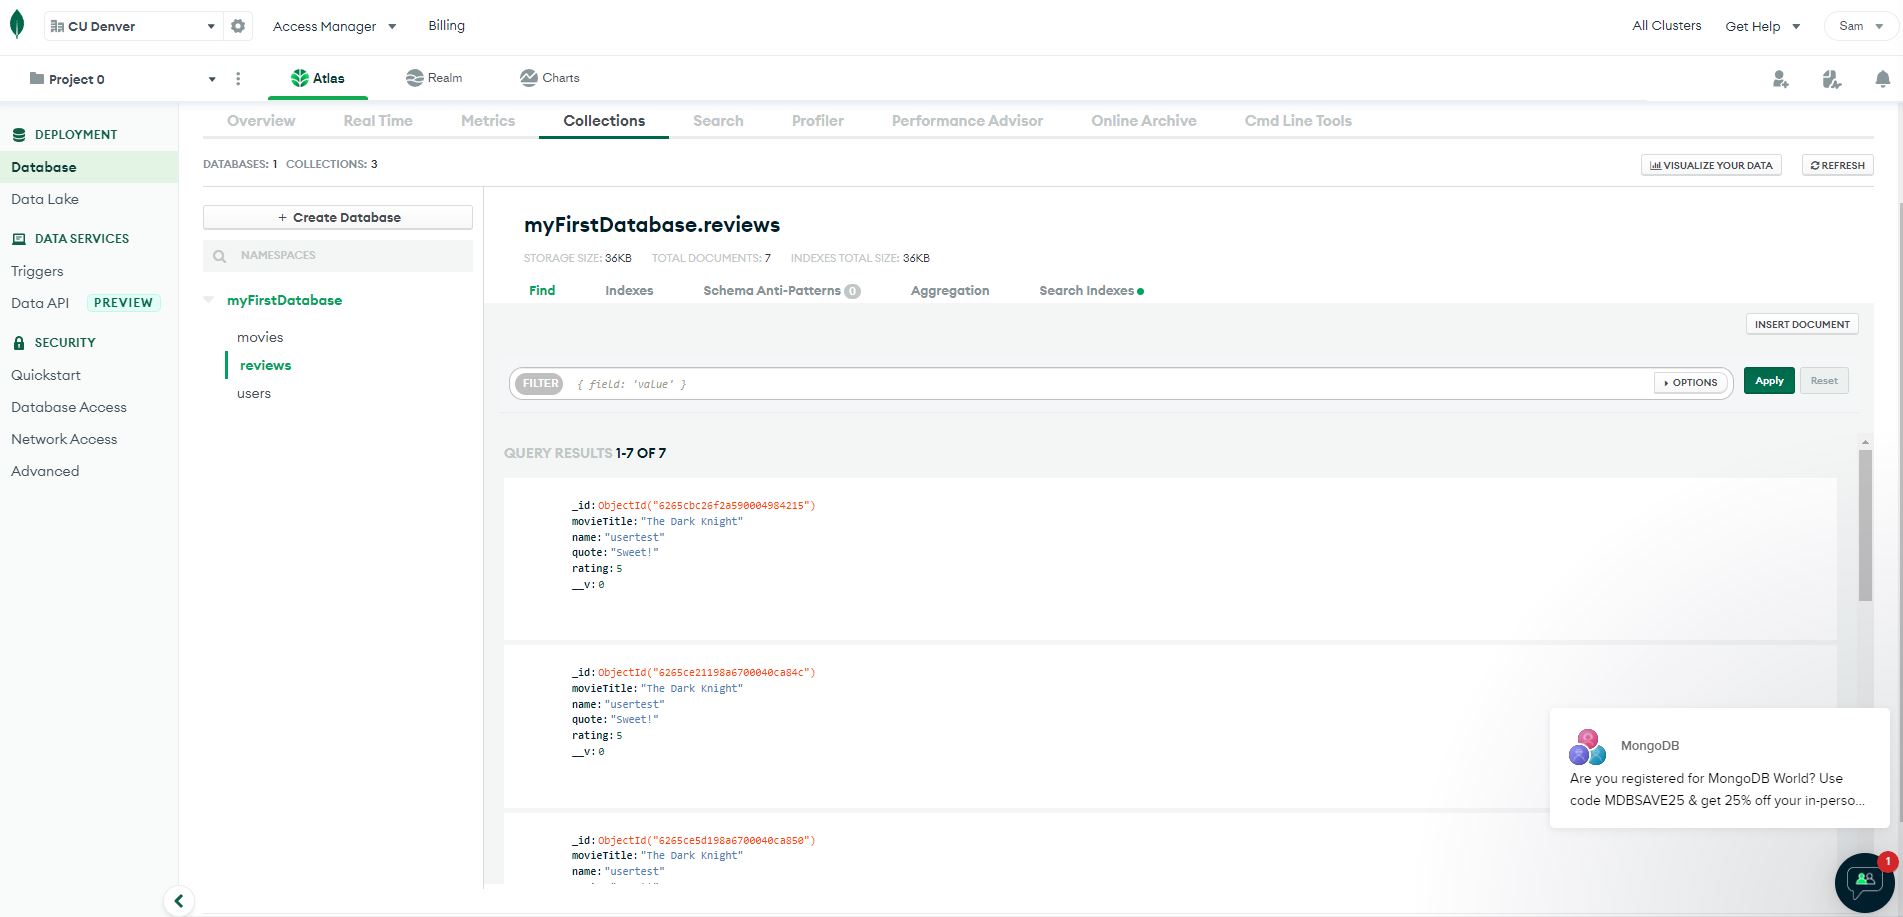 CU Denver
Access Manager
Billing
All Clusters
Get Help
Sam
Project 0
Atlas
Realm
Charts
DEPLOYMENT
Database
Data Lake
DATA SERVICES
Triggers
Data API PREVIEW
SECURITY
Quickstart
Database Access
Network Access
Advanced
Overview
Real Time
Metrics
Collections
Search
Profiler
Performance Advisor
Online Archive
Cmd Line Tools
DATABASES: 1 COLLECTIONS: 3
VISUALIZE YOUR DATA
REFRESH
+ Create Database
NAMESPACES
myFirstDatabase
movies
reviews
users
myFirstDatabase.reviews
STORAGE SIZE: 36KB TOTAL DOCUMENTS: 7 INDEXES TOTAL SIZE: 36KB
Find
Indexes
Schema Anti-Patterns 0
Aggregation
Search Indexes
INSERT DOCUMENT
FILTER { field: 'value' }
OPTIONS
Apply
Reset
QUERY RESULTS 1-7 OF 7
_id: ObjectId("6265cbc26f2a590004984215")
movieTitle: "The Dark Knight"
name: "usertest"
quote: "Sweet!"
rating: 5
__v: 0
_id: ObjectId("6265ce21198a6700040ca84c")
movieTitle: "The Dark Knight"
name: "usertest"
quote: "Sweet!"
rating: 5
__v: 0
_id: ObjectId("6265ce5d198a6700040ca850")
movieTitle: "The Dark Knight"
name: "usertest"
MongoDB
Are you registered for MongoDB World? Use
code MDBSAVE25 & get 25% off your in-perso...
1